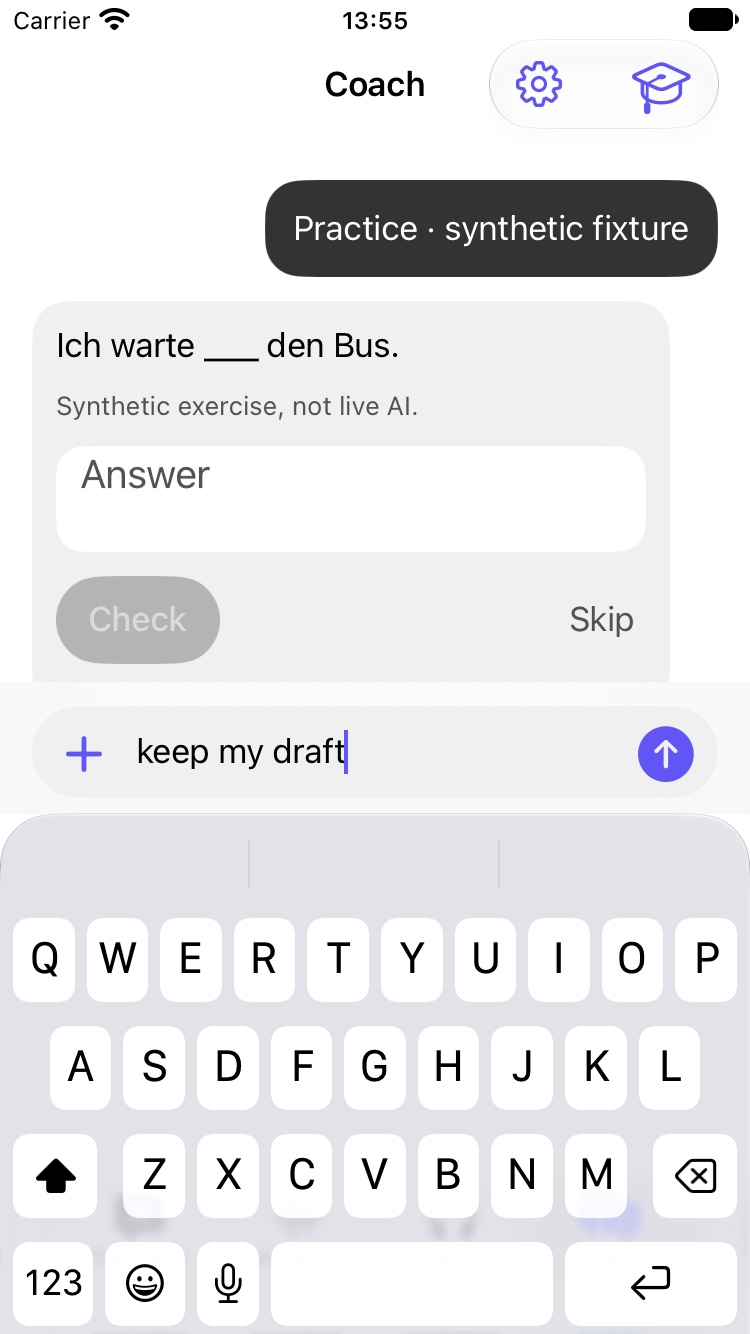 Carrier 13:55
Coach
Practice · synthetic fixture
Ich warte ___ den Bus.
Synthetic exercise, not live AI.
Answer
Check Skip
keep my draft
Q W E R T Y U I O P
A S D F G H J K L
Z X C V B N M
123